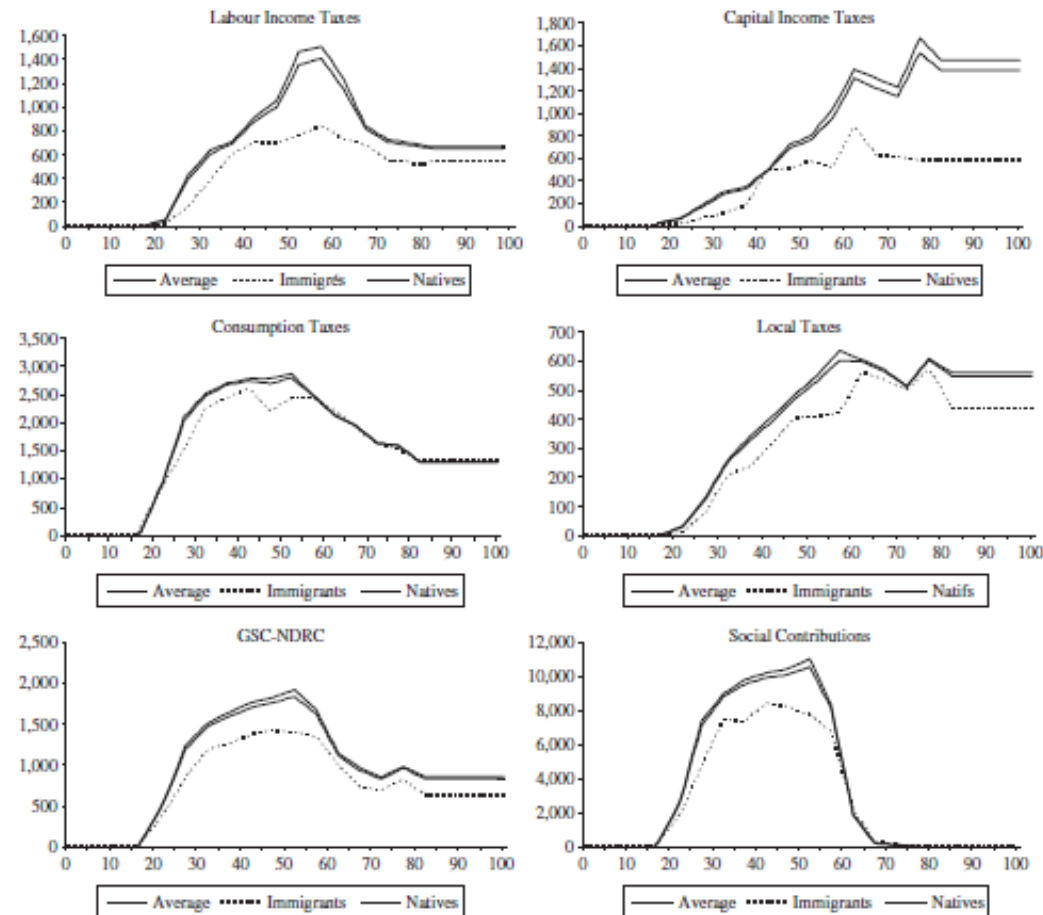 Labour Income Taxes
1,600
1,400
1,200
1,000
800
600
400
200
0
0 10 20 30 40 50 60 70 80 90 100
Average Immigrés Natives
Capital Income Taxes
1,800
1,600
1,400
1,200
1,000
800
600
400
200
0
0 10 20 30 40 50 60 70 80 90 100
Average Immigrants Natives
Consumption Taxes
3,500
3,000
2,500
2,000
1,500
1,000
500
0
0 10 20 30 40 50 60 70 80 90 100
Average Immigrants Natives
Local Taxes
700
600
500
400
300
200
100
0
0 10 20 30 40 50 60 70 80 90 100
Average Immigrants Natifs
GSC-NDRC
2,500
2,000
1,500
1,000
500
0
0 10 20 30 40 50 60 70 80 90 100
Average Immigrants Natives
Social Contributions
12,000
10,000
8,000
6,000
4,000
2,000
0
0 10 20 30 40 50 60 70 80 90 100
Average Immigrants Natives